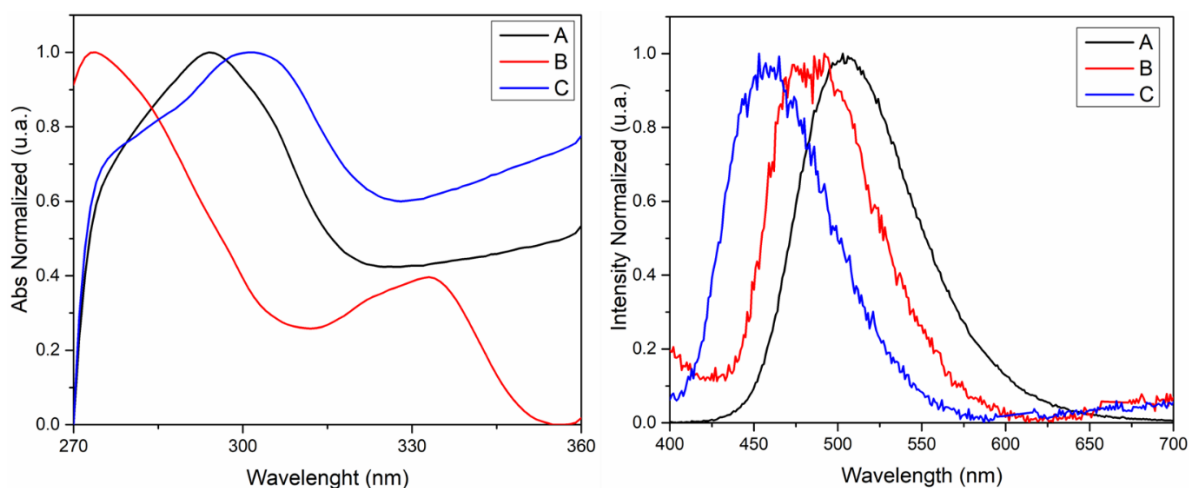 Abs Normalized (u.a.)
1.0
0.8
0.6
0.4
0.2
0.0
270
300
330
360
Wavelenght (nm)
A
B
C
Intensity Normalized (u.a.)
1.0
0.8
0.6
0.4
0.2
0.0
400
450
500
550
600
650
700
Wavelength (nm)
A
B
C